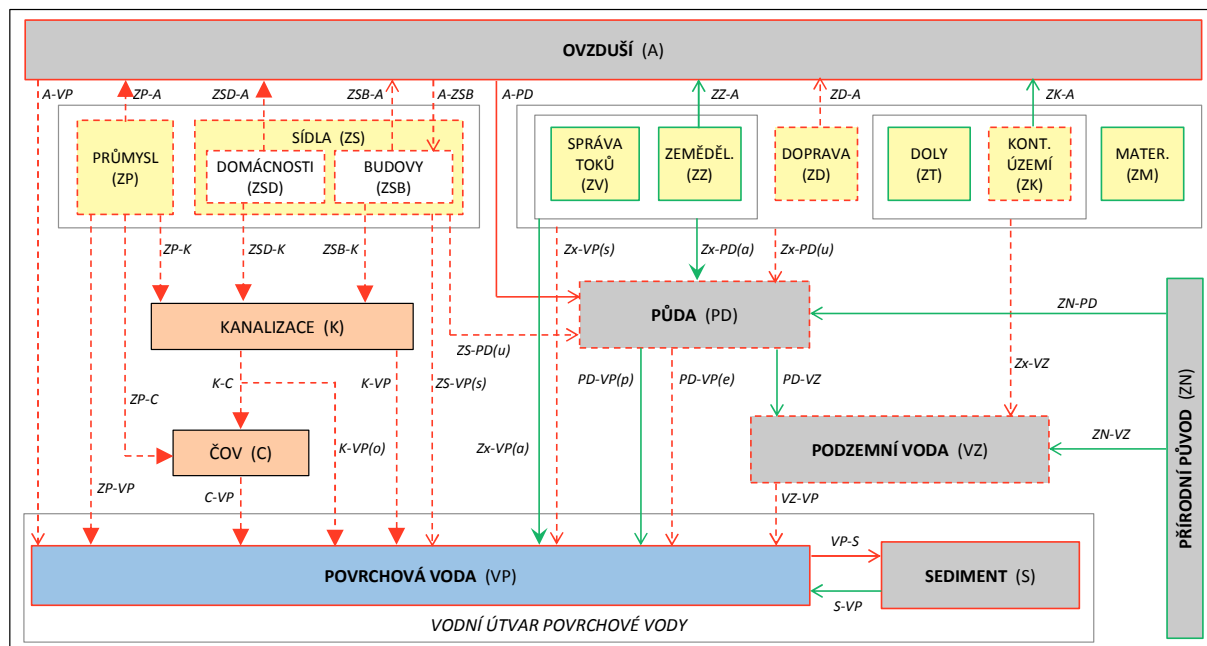 OVZDUŠÍ (A)
A-VP
ZP-A
ZSD-A
ZSB-A
A-ZSB
A-PD
ZZ-A
ZD-A
ZK-A
PRŮMYSL
(ZP)
SÍDLA (ZS)
DOMÁCNOSTI
(ZSD)
BUDOVY
(ZSB)
SPRÁVA
TOKŮ
(ZV)
ZEMĚDĚL.
(ZZ)
DOPRAVA
(ZD)
DOLY
(ZT)
KONT.
ÚZEMÍ
(ZK)
MATER.
(ZM)
ZP-K
ZSD-K
ZSB-K
Zx-VP(s)
Zx-PD(a)
Zx-PD(u)
KANALIZACE (K)
PŮDA (PD)
ZN-PD
ZS-PD(u)
Zx-VZ
K-C
K-VP
ZS-VP(s)
PD-VP(p)
PD-VP(e)
PD-VZ
ZP-C
ČOV (C)
K-VP(o)
Zx-VP(a)
PODZEMNÍ VODA (VZ)
ZN-VZ
PŘÍRODNÍ PŮVOD (ZN)
ZP-VP
C-VP
VZ-VP
POVRCHOVÁ VODA (VP)
VP-S
SEDIMENT (S)
S-VP
VODNÍ ÚTVAR POVRCHOVÉ VODY